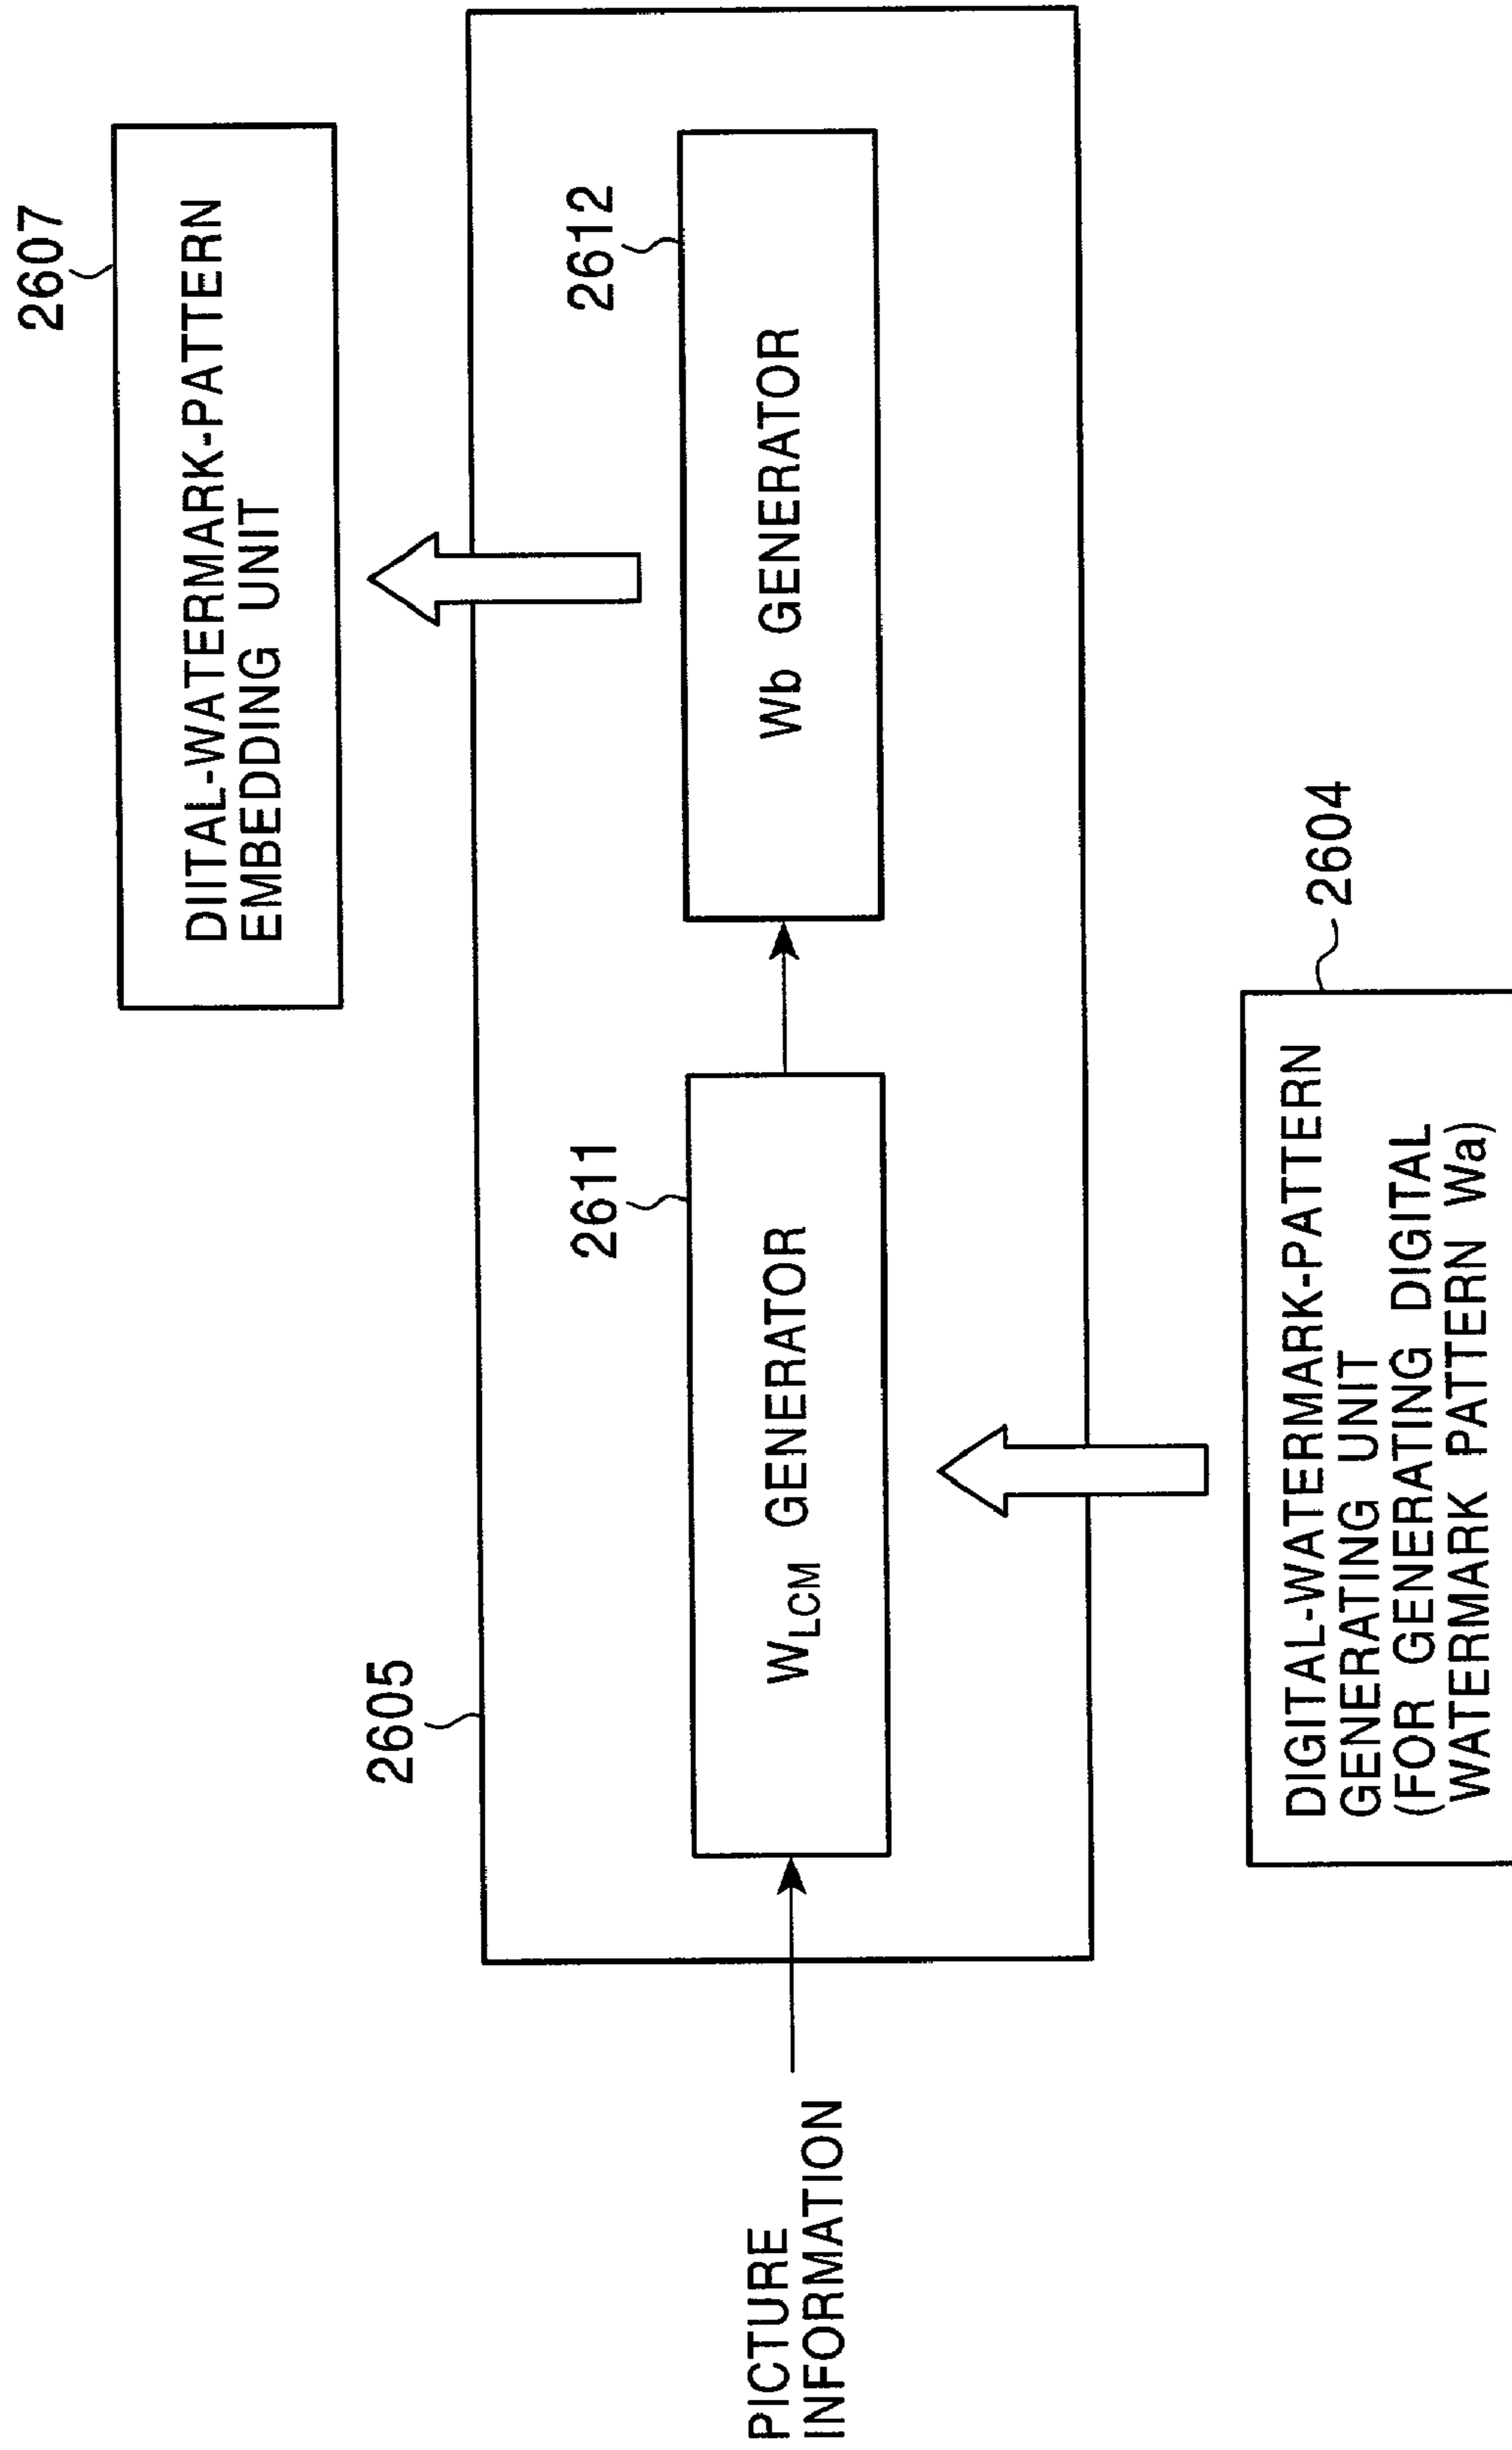 2607
DIITAL-WATERMARK-PATTERN
EMBEDDING UNIT
2605
2611
2612
PICTURE
INFORMATION
W_LCM GENERATOR
Wb GENERATOR
2604
DIGITAL-WATERMARK-PATTERN
GENERATING UNIT
(FOR GENERATING DIGITAL
WATERMARK PATTERN Wa)